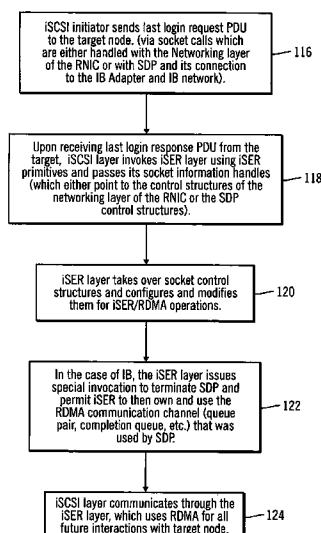 iSCSI initiator sends last login request PDU
to the target node. (via socket calls which
are either handled with the Networking layer
of the RNIC or with SDP and its connection
to the IB Adapter and IB network).
116
Upon receiving last login response PDU from the
target, iSCSI layer invokes iSER layer using iSER
primitives and passes its socket information handles
(which either point to the control structures of the
networking layer of the RNIC or the SDP
control structures).
118
iSER layer takes over socket control
structures and configures and modifies
them for iSER/RDMA operations.
120
In the case of IB, the iSER layer issues
special invocation to terminate SDP and
permit iSER to then own and use the
RDMA communication channel (queue
pair, completion queue, etc.) that was
used by SDP.
122
iSCSI layer communicates through the
iSER layer, which uses RDMA for all
future interactions with target node.
124